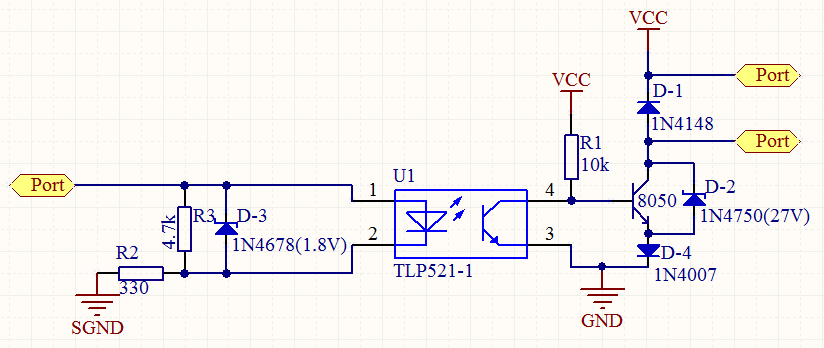 VCC
Port
VCC
D-1
1N4148
Port
R1
10k
U1
Port
1
4
D-2
8050
R3
D-3
4.7k
1N4750(27V)
1N4678(1.8V)
2
3
R2
D-4
TLP521-1
1N4007
330
SGND
GND